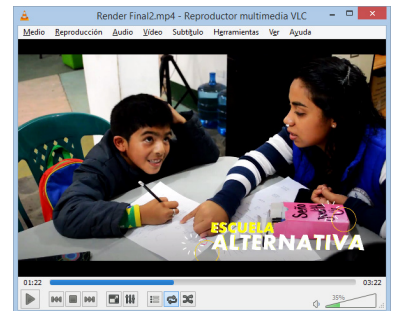 Render Final2.mp4 - Reproductor multimedia VLC
Medio Reproducción Audio Vídeo Subtítulo Herramientas Ver Ayuda
ESCUELA
ALTERNATIVA
01:22 03:22
35%